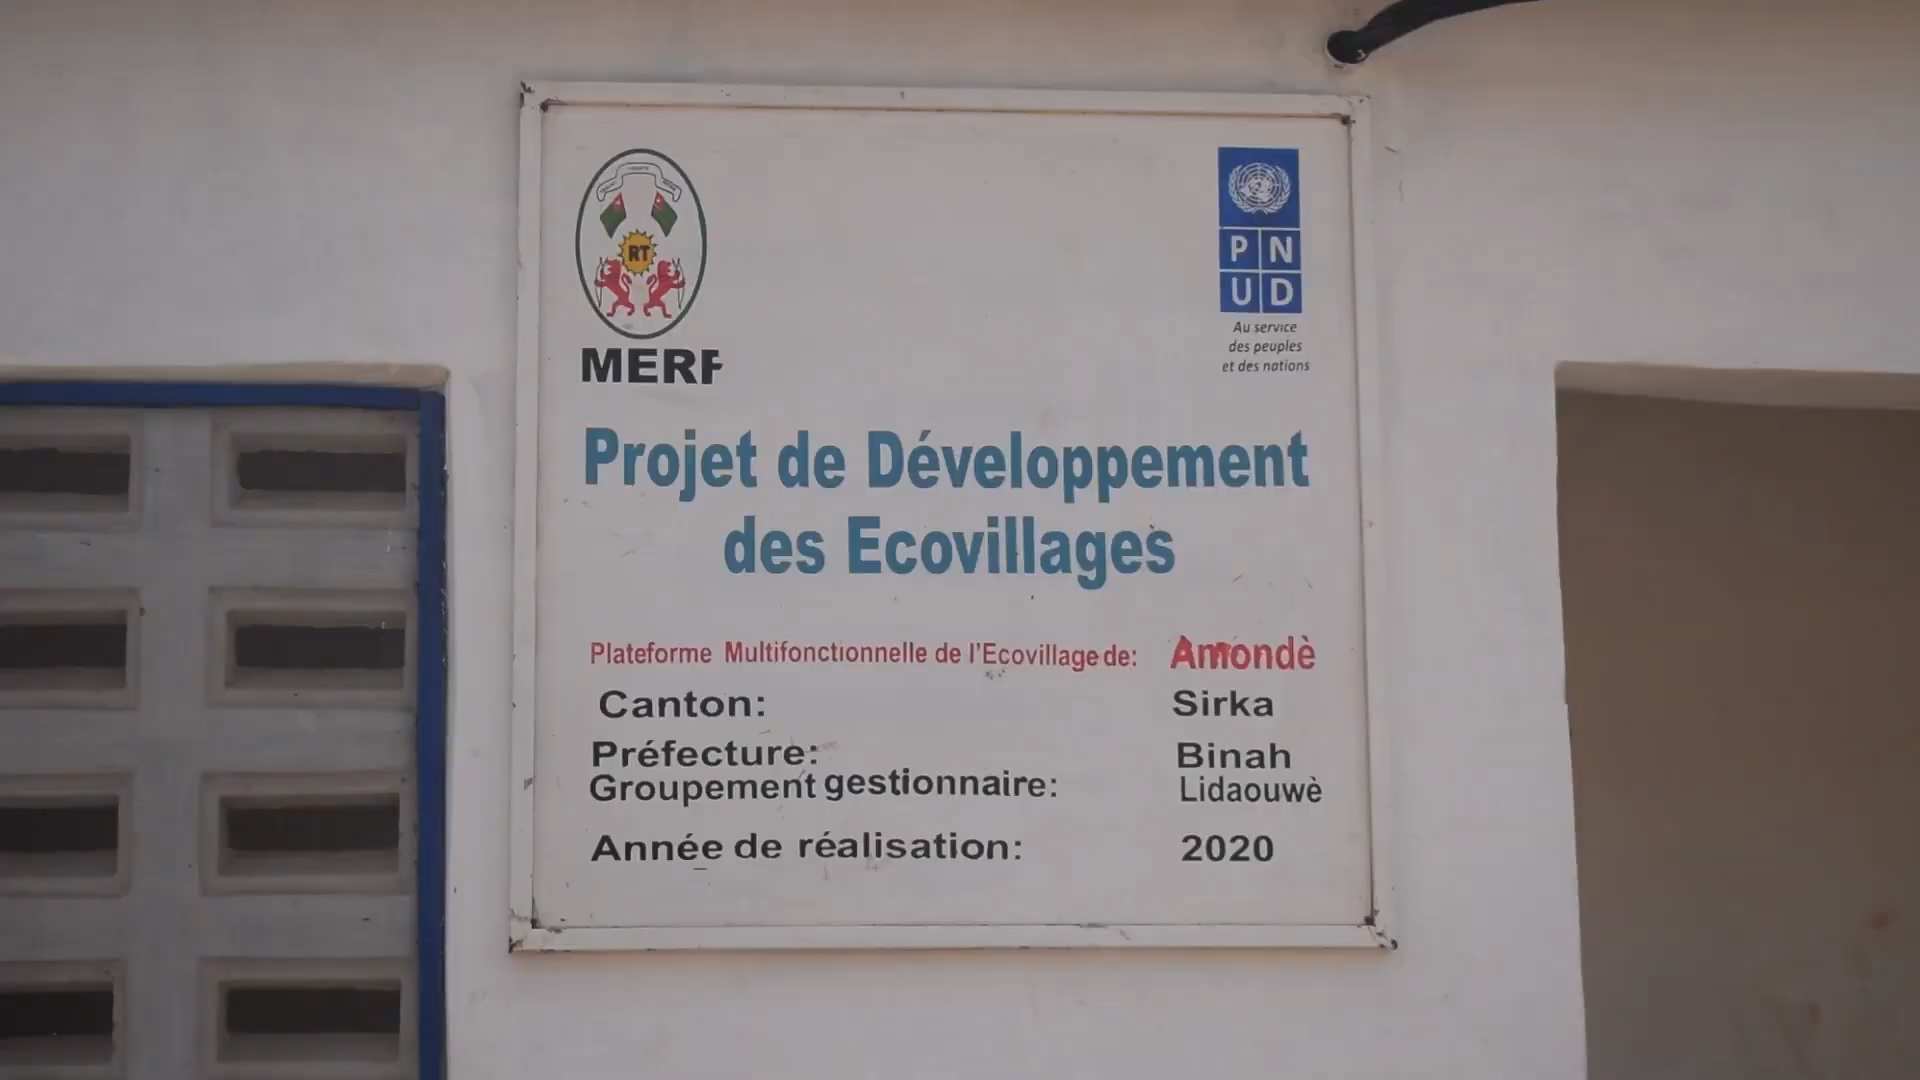 RT
MERF
P N
U D
Au service
des peuples
et des nations
Projet de Développement
des Ecovillages
Plateforme Multifonctionnelle de l'Ecovillage de: Amondè
Canton: Sirka
Préfecture: Binah
Groupement gestionnaire: Lidaouwè
Année de réalisation: 2020